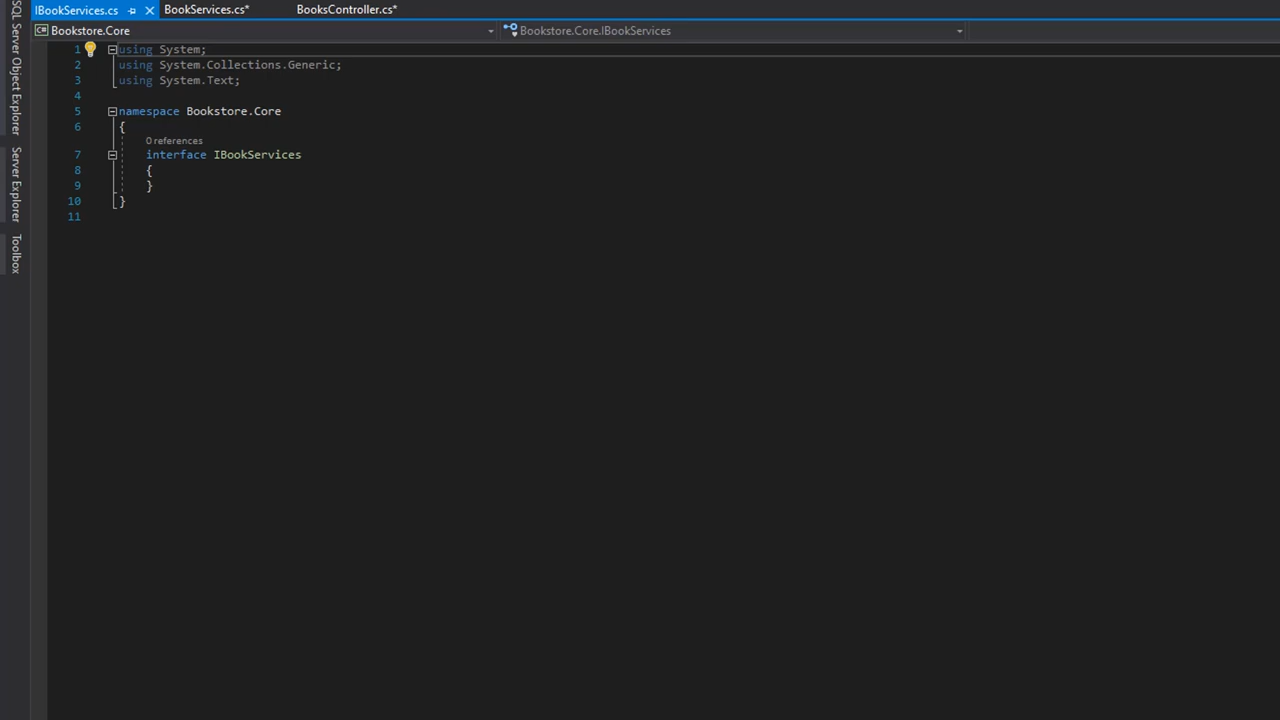 IBookServices.cs
BookServices.cs*
BooksController.cs*
Bookstore.Core
Bookstore.Core.IBookServices
SQL Server Object Explorer
Server Explorer
Toolbox
1 using System;
2 using System.Collections.Generic;
3 using System.Text;
4
5 namespace Bookstore.Core
6 {
0 references
7 interface IBookServices
8 {
9 }
10 }
11